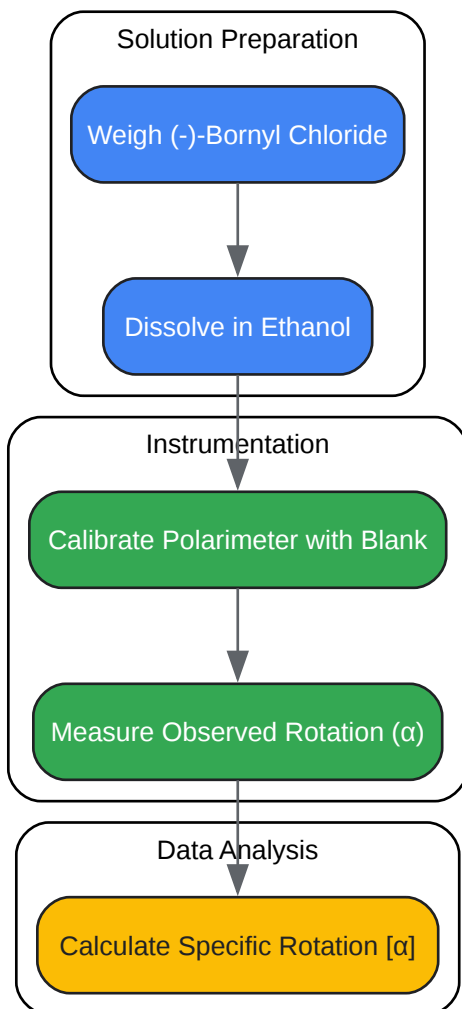 Solution Preparation
Weigh (-)-Bornyl Chloride
Dissolve in Ethanol
Instrumentation
Calibrate Polarimeter with Blank
Measure Observed Rotation (α)
Data Analysis
Calculate Specific Rotation [α]